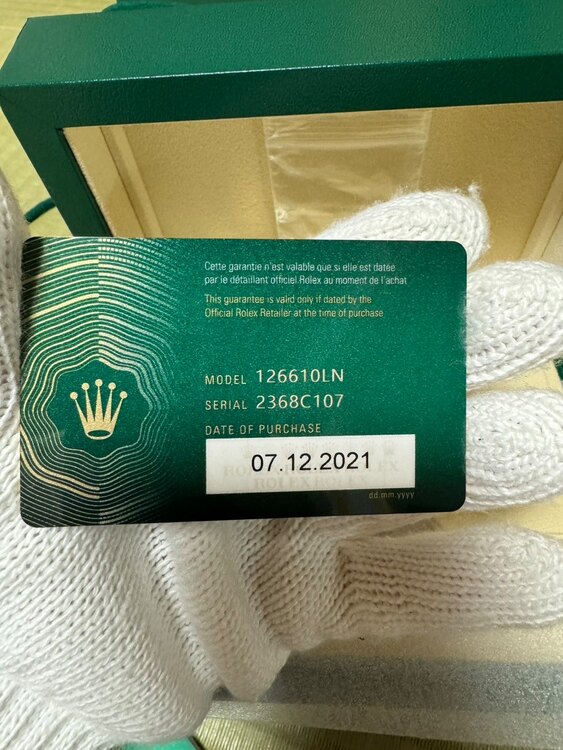 Cette garantie n'est valable que si elle est datée
par le détaillant officiel Rolex au moment de l'achat
This guarantee is valid only if dated by the
Official Rolex Retailer at the time of purchase
MODEL 126610LN
SERIAL 2368C107
DATE OF PURCHASE
07.12.2021
ROLEX
dd.mm.yyyy